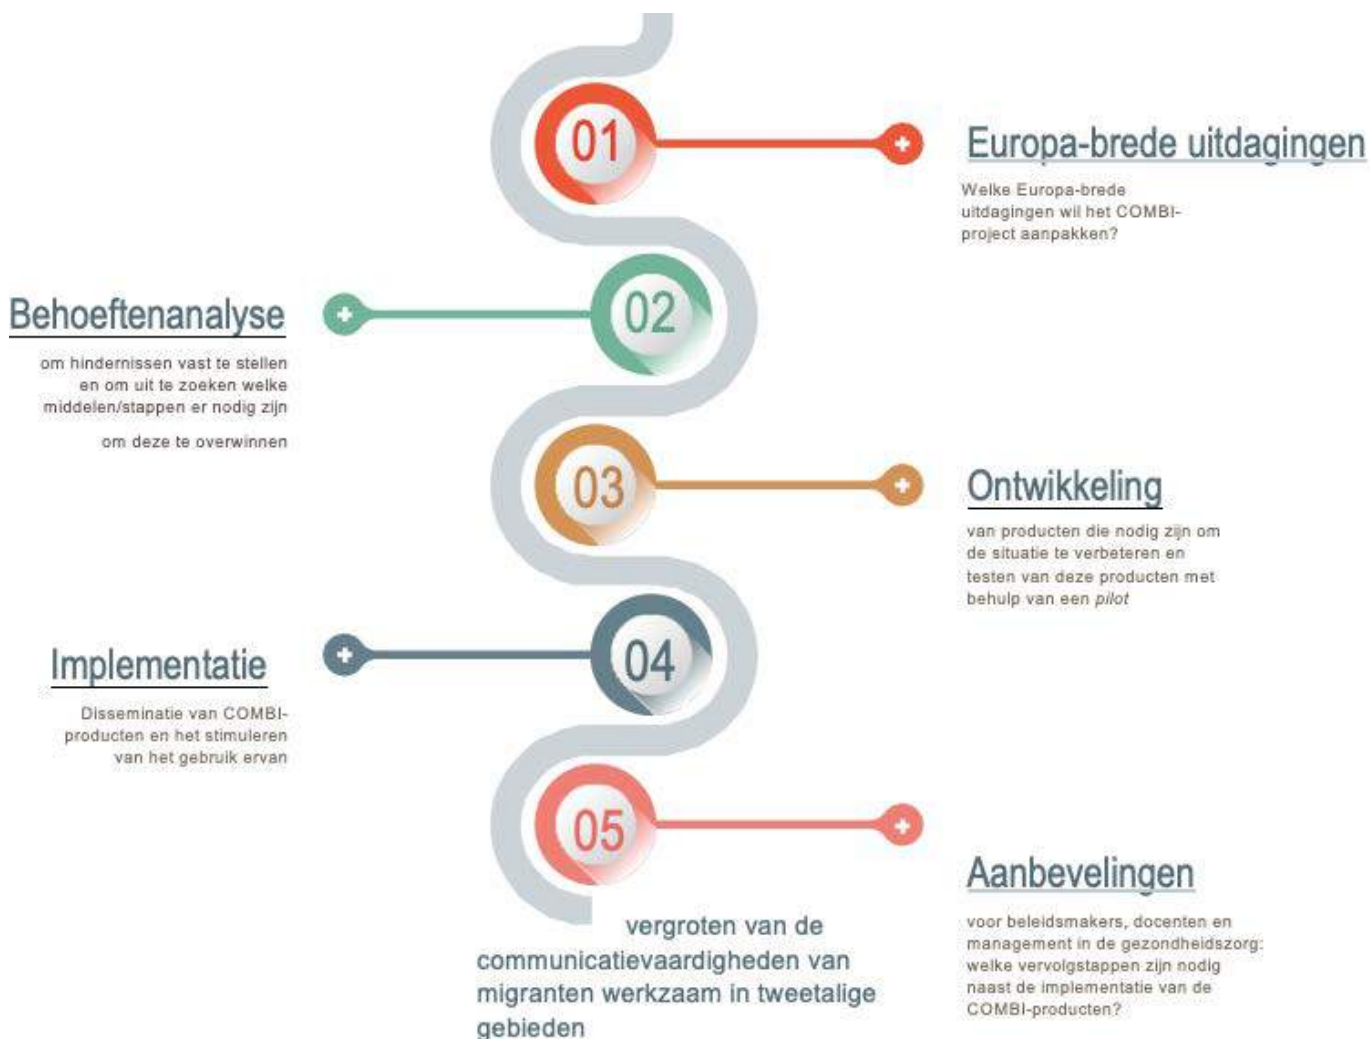 01
Europa-brede uitdagingen
Welke Europa-brede
uitdagingen wil het COMBI-
project aanpakken?
02
Behoeftenanalyse
om hindernissen vast te stellen
en om uit te zoeken welke
middelen/stappen er nodig zijn
om deze te overwinnen
03
Ontwikkeling
van producten die nodig zijn om
de situatie te verbeteren en
testen van deze producten met
behulp van een pilot
04
Implementatie
Disseminatie van COMBI-
producten en het stimuleren
van het gebruik ervan
05
Aanbevelingen
voor beleidsmakers, docenten en
management in de gezondheidszorg:
welke vervolgstappen zijn nodig
naast de implementatie van de
COMBI-producten?
vergroten van de
communicatievaardigheden van
migranten werkzaam in tweetalige
gebieden